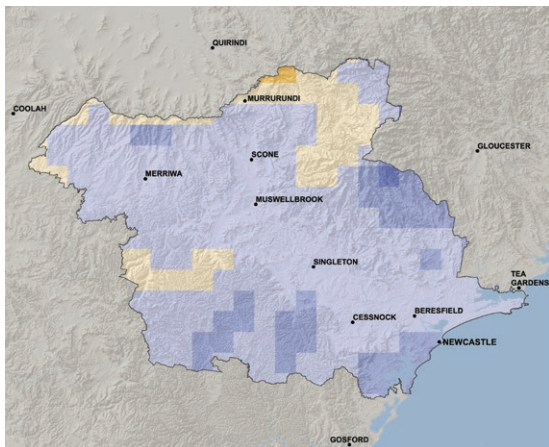 QUIRINDI
COOLAH
MURRURUNDI
GLOUCESTER
SCONE
MERRIWA
MUSWELLBROOK
SINGLETON
TEA
GARDENS
CESSNOCK
BERESFIELD
NEWCASTLE
GOSFORD